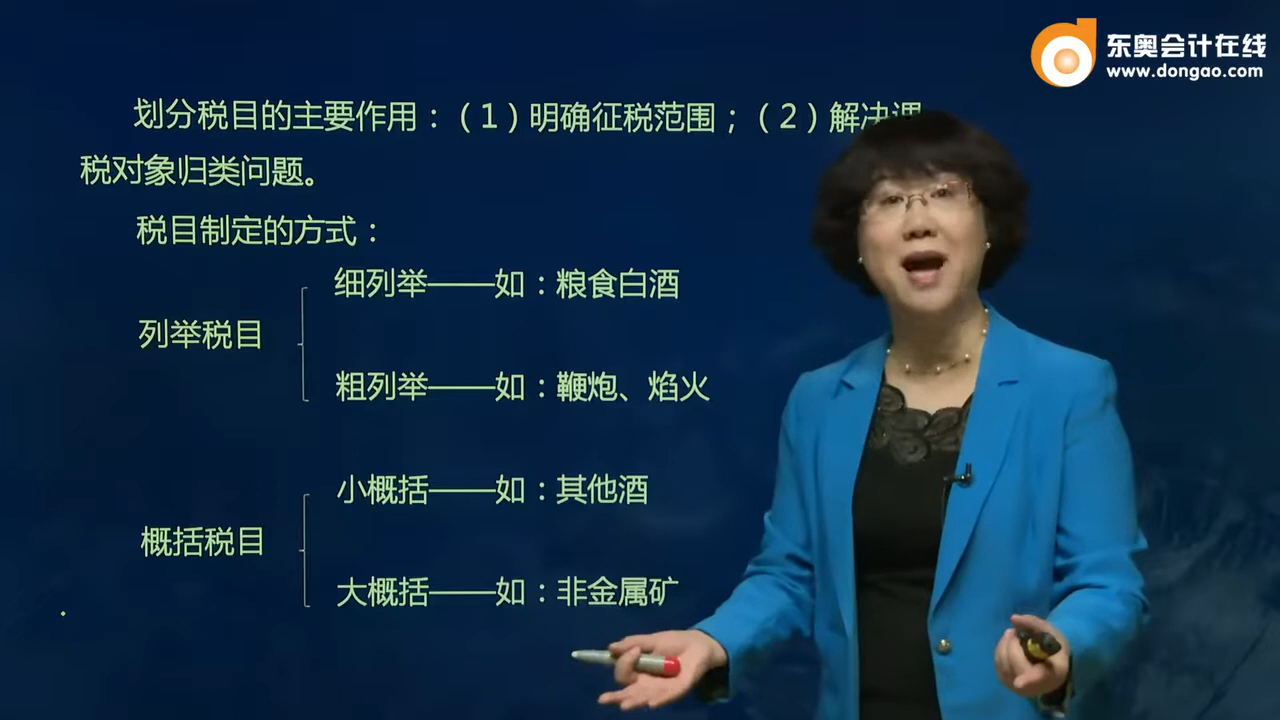 东奥会计在线
www.dongao.com
划分税目的主要作用：（1）明确征税范围；（2）解决课
税对象归类问题。
税目制定的方式：
细列举——如：粮食白酒
列举税目
粗列举——如：鞭炮、焰火
小概括——如：其他酒
概括税目
大概括——如：非金属矿